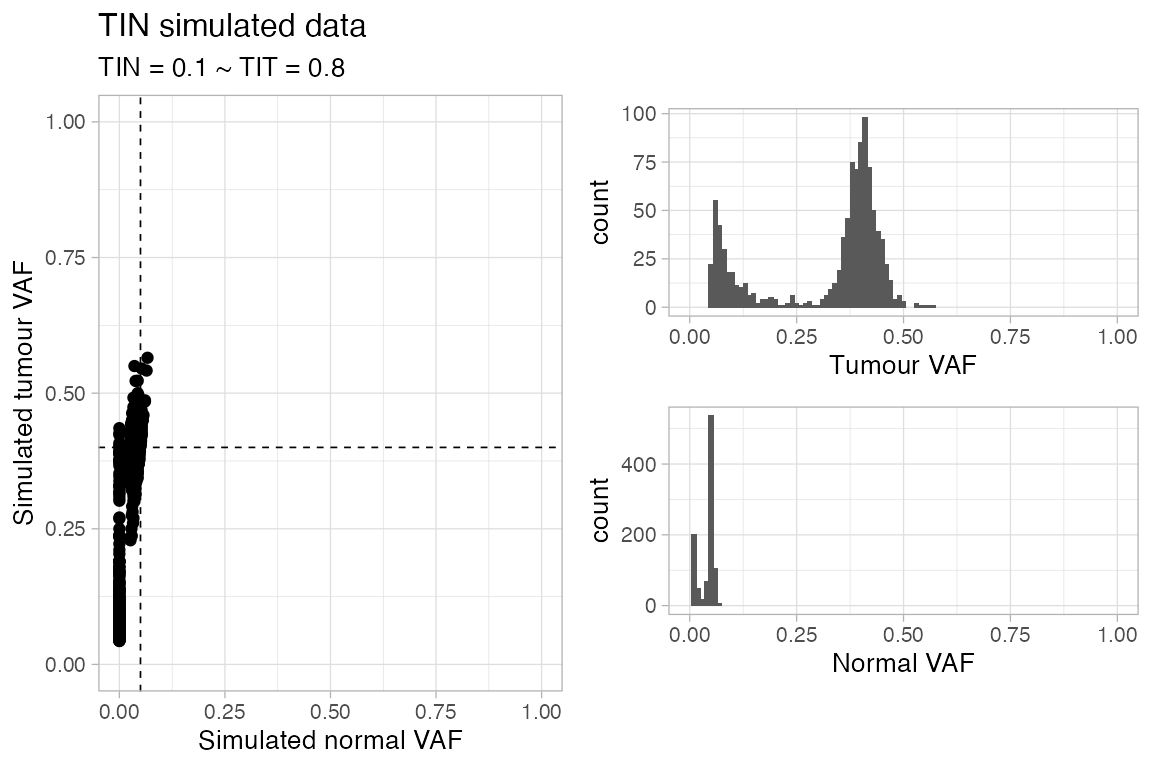 TIN simulated data
TIN = 0.1 ~ TIT = 0.8
1.00
0.75
0.50
0.25
0.00
Simulated tumour VAF
0.00 0.25 0.50 0.75 1.00
Simulated normal VAF
100
75
50
25
0
count
0.00 0.25 0.50 0.75 1.00
Tumour VAF
400
200
0
count
0.00 0.25 0.50 0.75 1.00
Normal VAF